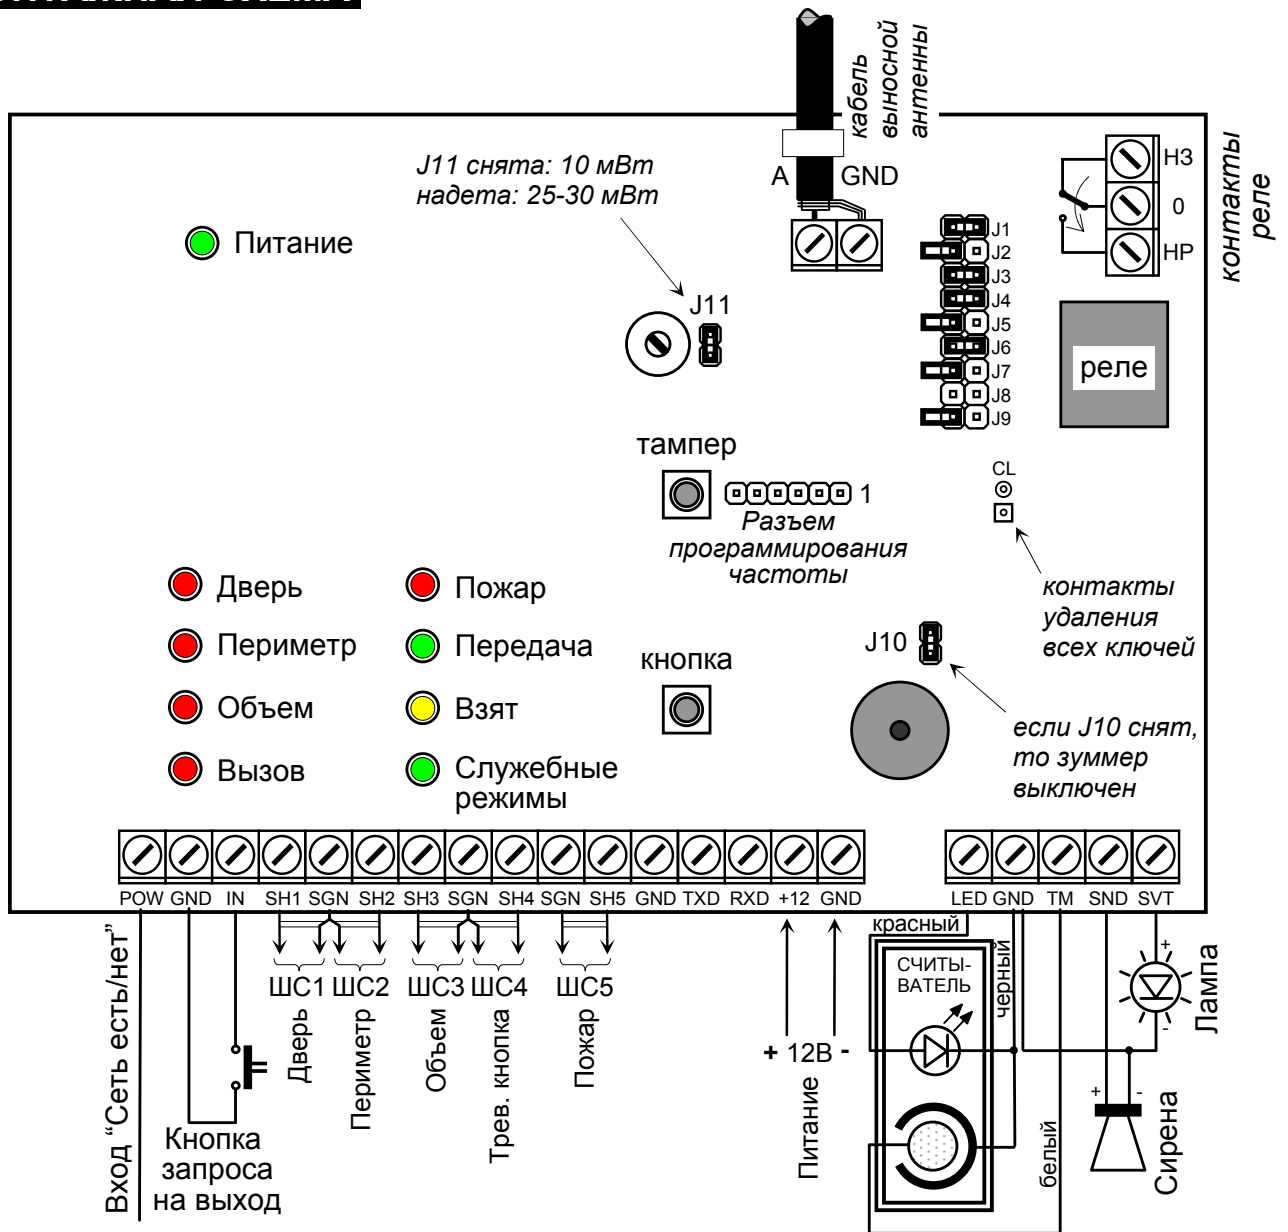 кабель
выносной
антенны
J11 снята: 10 мВт
надета: 25-30 мВт
A GND
контакты
реле
НЗ
0
НР
Питание
J1
J2
J3
J4
J5
J6
J7
J8
J9
J11
реле
тампер
1
Разъем
программирования
частоты
CL
контакты
удаления
всех ключей
Дверь
Периметр
Объем
Вызов
Пожар
Передача
Взят
Служебные
режимы
кнопка
J10
если J10 снят,
то зуммер
выключен
POW GND IN SH1 SGN SH2 SH3 SGN SH4 SGN SH5 GND TXD RXD +12 GND
LED GND TM SND SVT
Вход “Сеть есть/нет”
Кнопка
запроса
на выход
ШС1 ШС2 ШС3 ШС4 ШС5
Дверь
Периметр
Объем
Трев. кнопка
Пожар
+ 12В -
Питание
красный
черный
белый
СЧИТЫ-
ВАТЕЛЬ
+
-
Лампа
+ -
Сирена